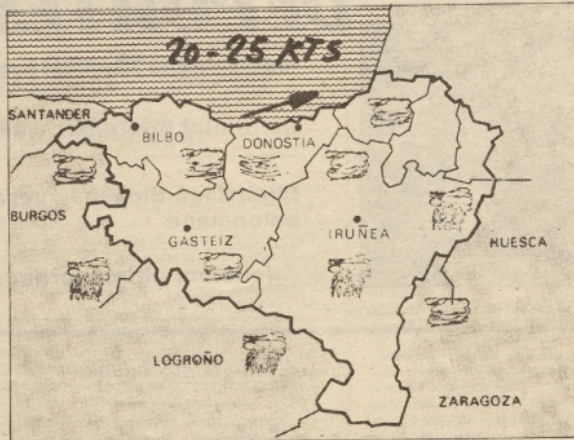 20-25 KTS
SANTANDER
BILBO
DONOSTIA
BURGOS
GASTEIZ
IRUÑEA
HUESCA
LOGROÑO
ZARAGOZA